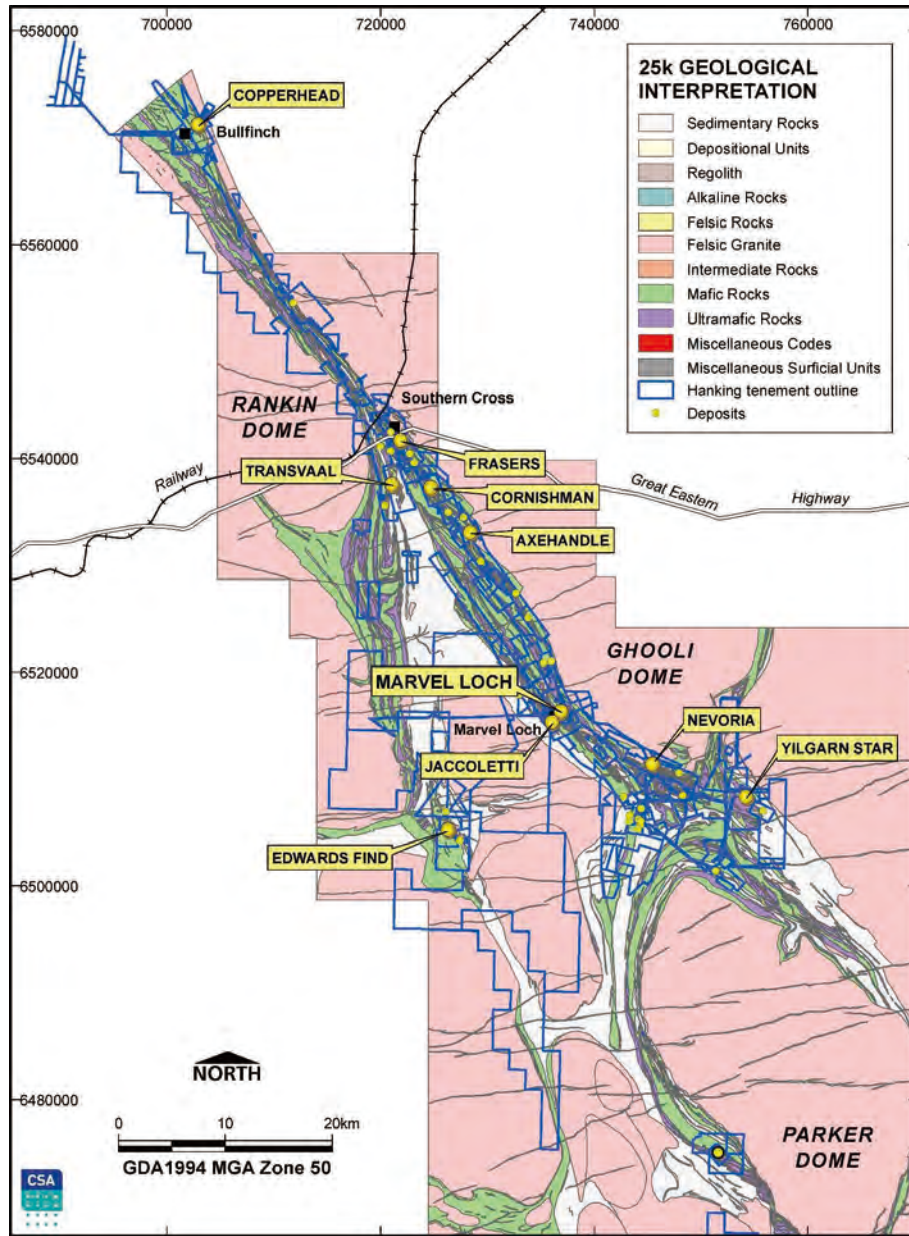 700000
720000
740000
760000
6580000
25k GEOLOGICAL
INTERPRETATION
Sedimentary Rocks
Depositional Units
Regolith
Alkaline Rocks
Felsic Rocks
Felsic Granite
Intermediate Rocks
Mafic Rocks
Ultramafic Rocks
Miscellaneous Codes
Miscellaneous Surficial Units
Hanking tenement outline
Deposits
COPPERHEAD
Bullfinch
6560000
RANKIN
DOME
Southern Cross
6540000
FRASERS
TRANSVAAL
Railway
CORNISHMAN
Great Eastern
Highway
AXEHANDLE
6520000
GHOOLI
DOME
MARVEL LOCH
Marvel Loch
NEVORIA
JACCOLETTI
YILGARN STAR
EDWARDS FIND
6500000
NORTH
6480000
0
10
20km
GDA1994 MGA Zone 50
PARKER
DOME
CSA